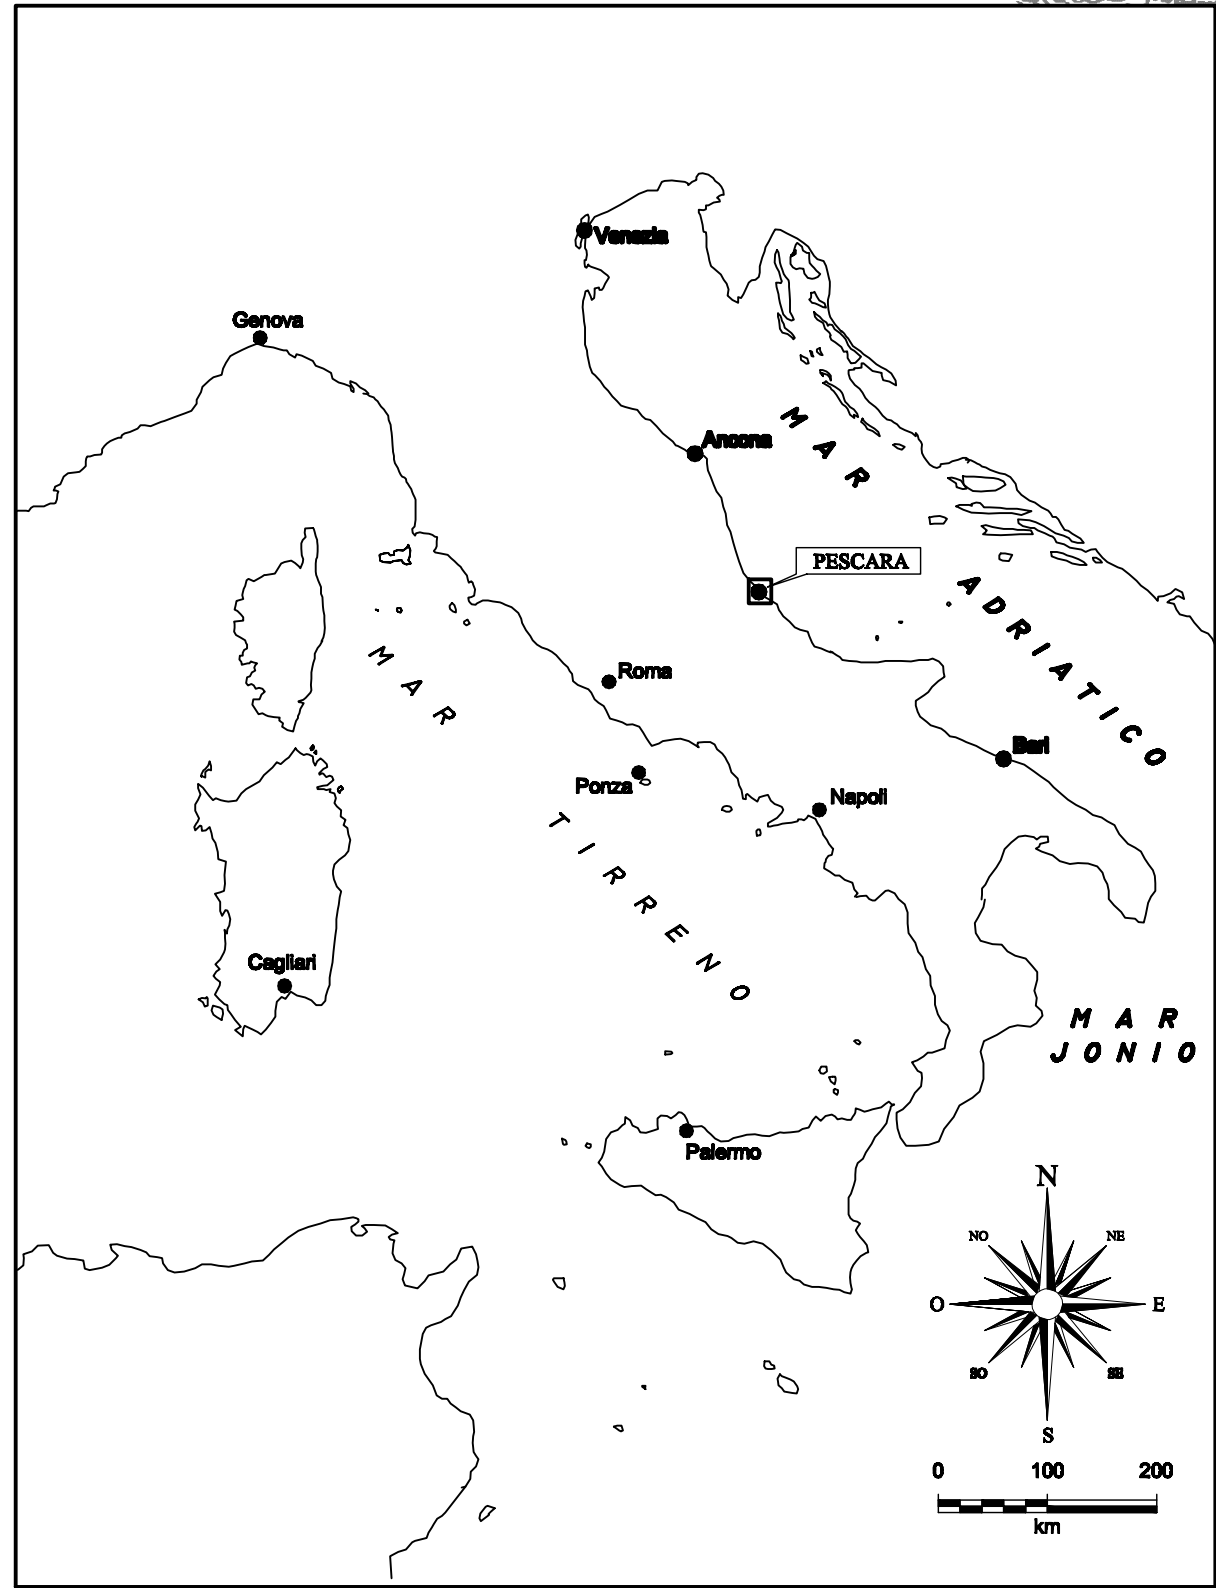 Venezia
Genova
Ancona
MAR
ADRIATICO
PESCARA
Roma
MAR
TIRRENO
Ponza
Napoli
Bari
Cagliari
MAR
JONIO
Palermo
N
NO
NE
O
E
SO
SE
S
0 100 200
km